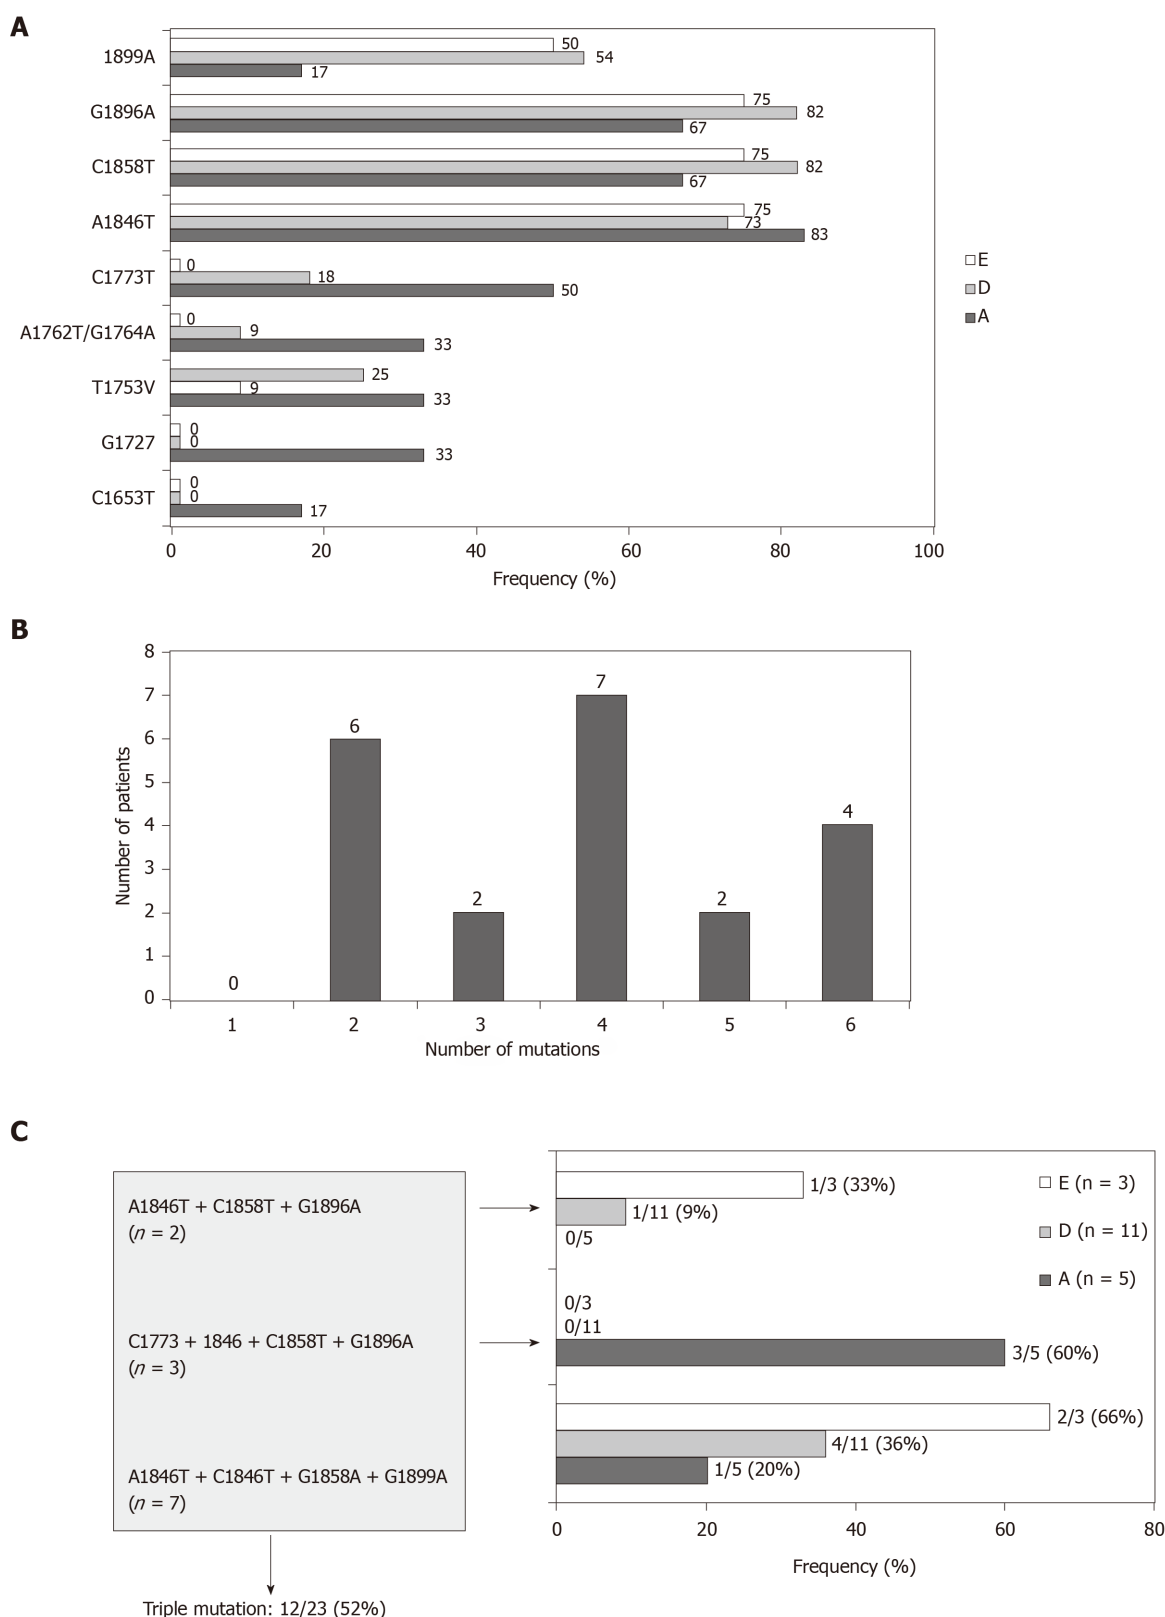 A
1899A
50
54
17
G1896A
75
82
67
C1858T
75
82
67
A1846T
75
73
83
C1773T
0
18
50
A1762T/G1764A
0
9
33
T1753V
25
9
33
G1727
0
0
33
C1653T
0
0
17
0 20 40 60 80 100
Frequency (%)
E
D
A
B
8
7
6
5
4
3
2
1
0
Number of patients
0
6
2
7
2
4
1 2 3 4 5 6
Number of mutations
C
A1846T + C1858T + G1896A
(n = 2)
C1773 + 1846 + C1858T + G1896A
(n = 3)
A1846T + C1846T + G1858A + G1899A
(n = 7)
Triple mutation: 12/23 (52%)
1/3 (33%)
1/11 (9%)
0/5
0/3
0/11
3/5 (60%)
2/3 (66%)
4/11 (36%)
1/5 (20%)
E (n = 3)
D (n = 11)
A (n = 5)
0 20 40 60 80
Frequency (%)